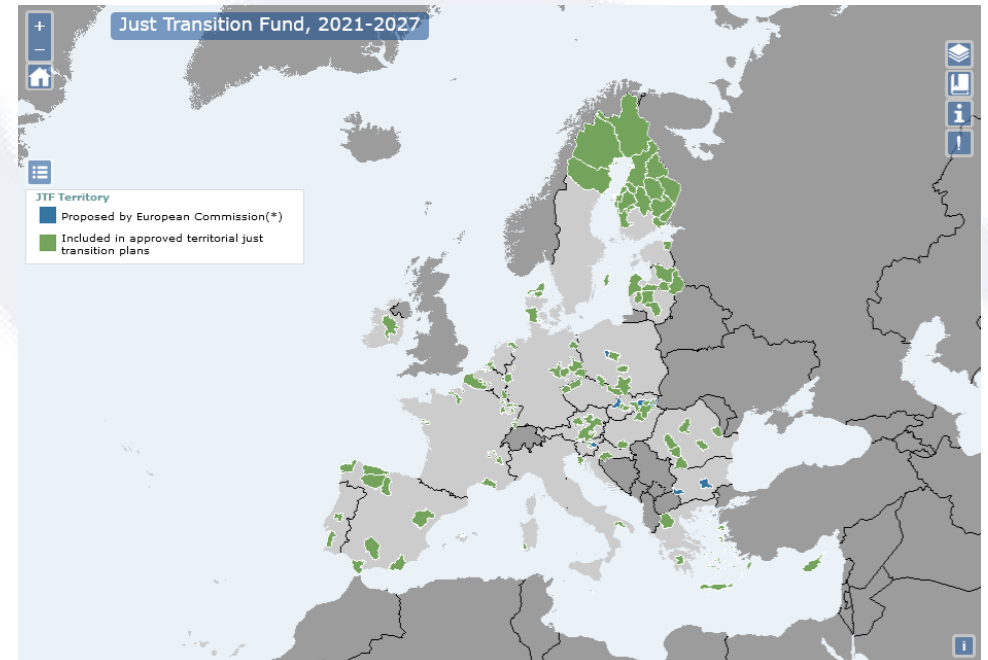 +
Just Transition Fund, 2021-2027
–
i
!
JTF Territory
Proposed by European Commission(*)
Included in approved territorial just
transition plans
i